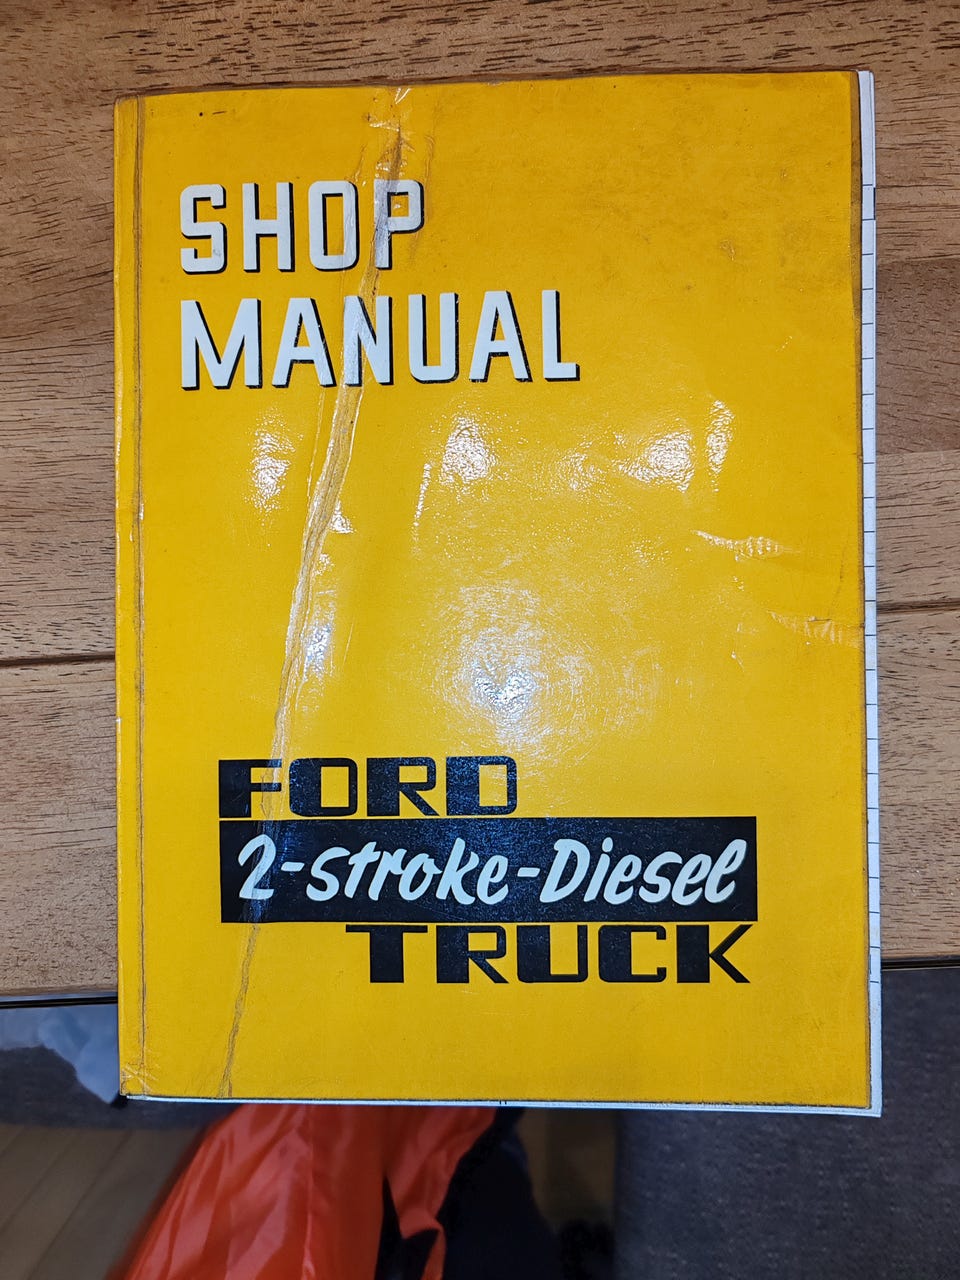 SHOP
MANUAL
FORD
2-stroke-Diesel
TRUCK